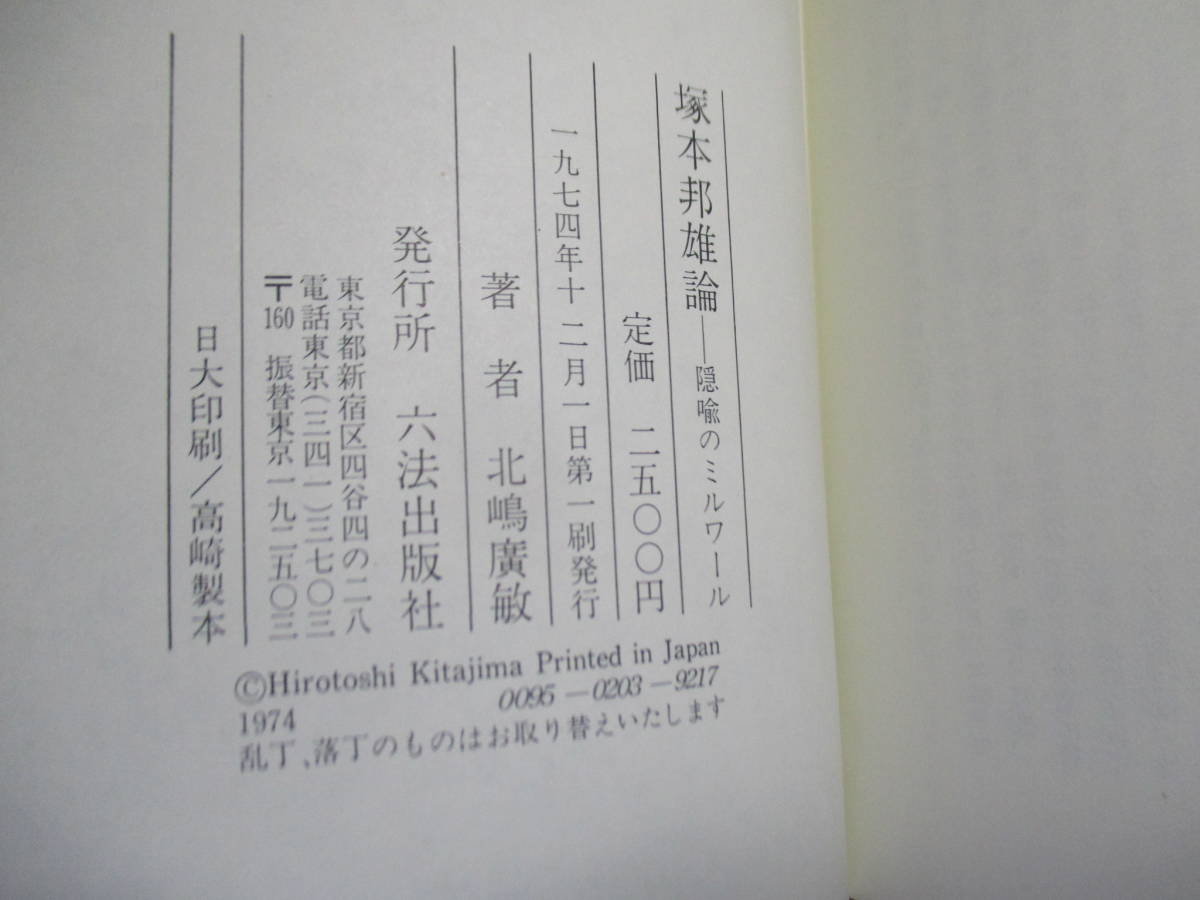 塚本邦雄論―隠喩のミルワール
定価 二五〇〇円
一九七四年十二月一日第一刷発行
著者 北嶋廣敏
発行所 六法出版社
東京都新宿区四谷四の二八
電話東京(三四一)三七〇三
〒160 振替東京一九二五〇三
日大印刷/高崎製本
©Hirotoshi Kitajima Printed in Japan
1974 0095―0203―9217
乱丁、落丁のものはお取り替えいたします